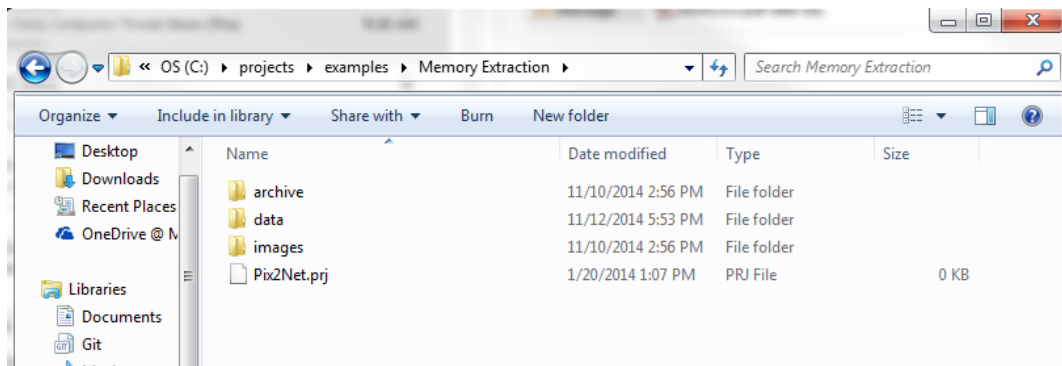 « OS (C:) ▸ projects ▸ examples ▸ Memory Extraction ▸
Search Memory Extraction
Organize Include in library Share with Burn New folder
Desktop
Downloads
Recent Places
OneDrive @ M
Libraries
Documents
Git
Name Date modified Type Size
archive 11/10/2014 2:56 PM File folder
data 11/12/2014 5:53 PM File folder
images 11/10/2014 2:56 PM File folder
Pix2Net.prj 1/20/2014 1:07 PM PRJ File 0 KB